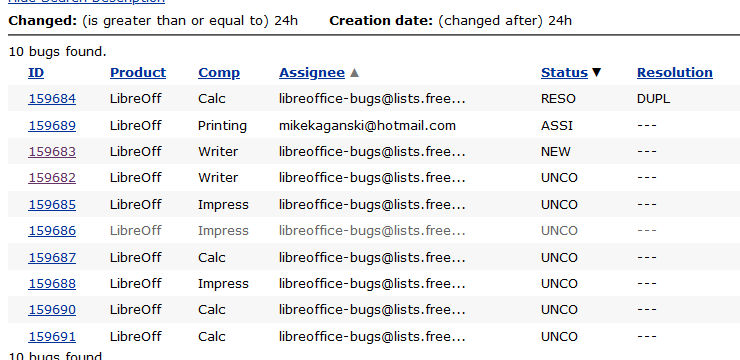 Hide Search Description
Changed: (is greater than or equal to) 24h Creation date: (changed after) 24h
10 bugs found.
ID Product Comp Assignee ▲ Status ▼ Resolution
159684 LibreOff Calc libreoffice-bugs@lists.free... RESO DUPL
159689 LibreOff Printing mikekaganski@hotmail.com ASSI ---
159683 LibreOff Writer libreoffice-bugs@lists.free... NEW ---
159682 LibreOff Writer libreoffice-bugs@lists.free... UNCO ---
159685 LibreOff Impress libreoffice-bugs@lists.free... UNCO ---
159686 LibreOff Impress libreoffice-bugs@lists.free... UNCO ---
159687 LibreOff Calc libreoffice-bugs@lists.free... UNCO ---
159688 LibreOff Impress libreoffice-bugs@lists.free... UNCO ---
159690 LibreOff Calc libreoffice-bugs@lists.free... UNCO ---
159691 LibreOff Calc libreoffice-bugs@lists.free... UNCO ---
10 bugs found.